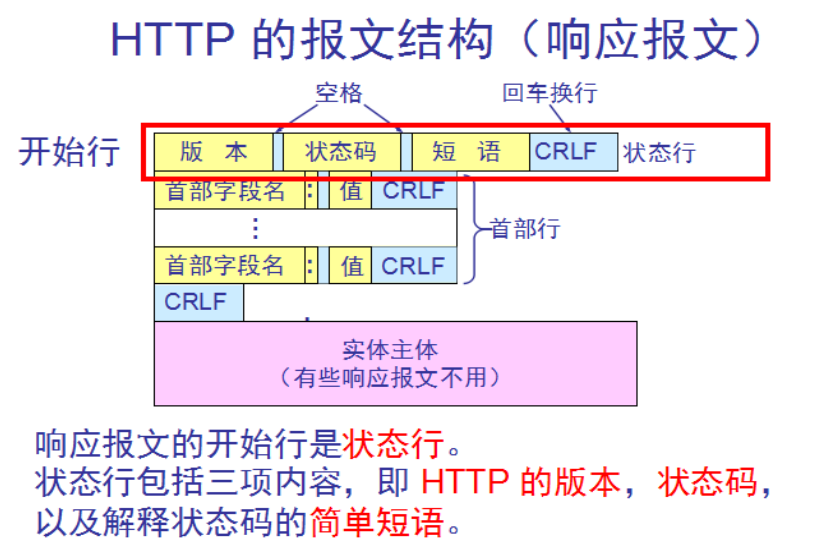 HTTP 的报文结构（响应报文）
空格 回车换行
开始行 版 本 状态码 短 语 CRLF 状态行
首部字段名 : 值 CRLF
⋮ 首部行
首部字段名 : 值 CRLF
CRLF
实体主体
（有些响应报文不用）
响应报文的开始行是状态行。
状态行包括三项内容，即 HTTP 的版本，状态码，
以及解释状态码的简单短语。